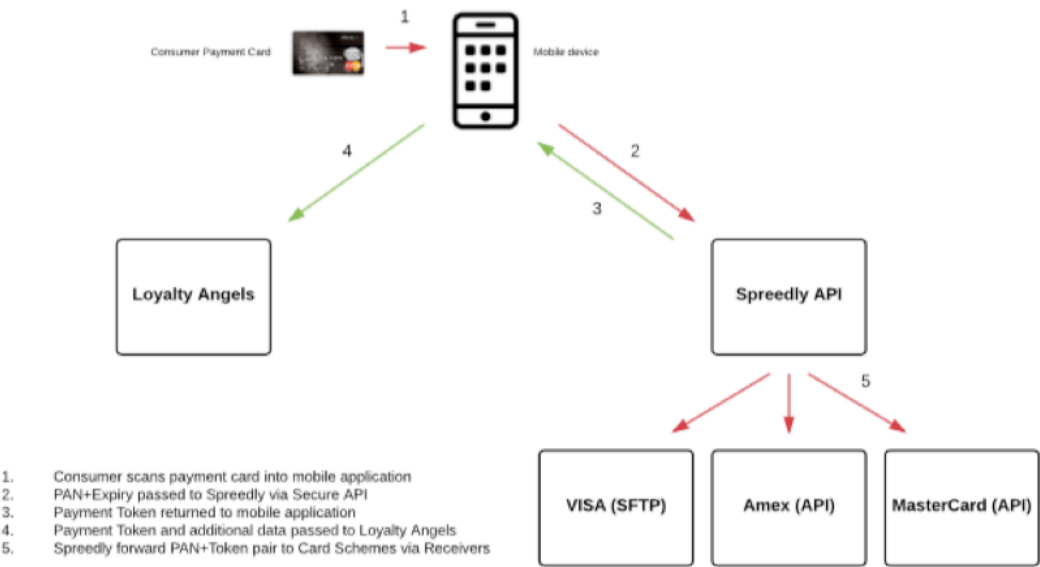 1
Consumer Payment Card
Mobile device
4
2
3
Loyalty Angels
Spreedly API
5
VISA (SFTP)
Amex (API)
MasterCard (API)
1. Consumer scans payment card into mobile application
2. PAN+Expiry passed to Spreedly via Secure API
3. Payment Token returned to mobile application
4. Payment Token and additional data passed to Loyalty Angels
5. Spreedly forward PAN+Token pair to Card Schemes via Receivers